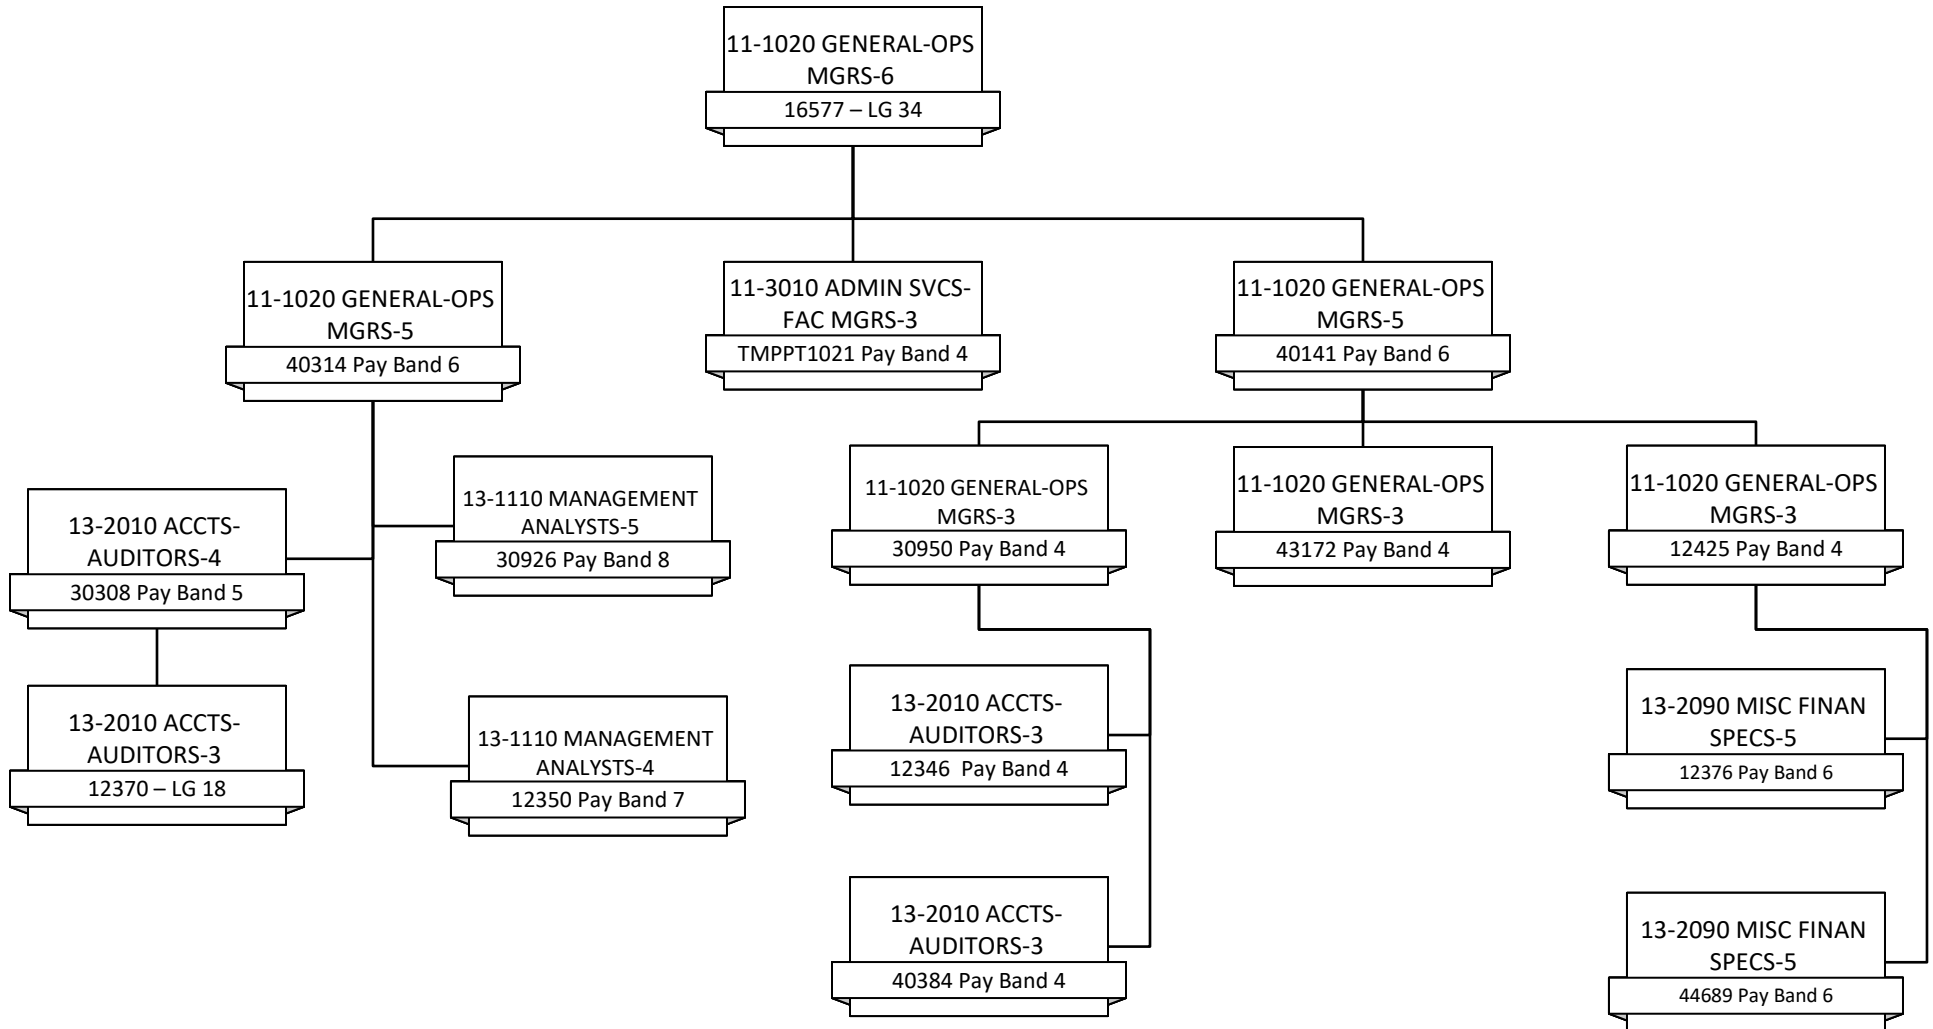 11-1020 GENERAL-OPS
MGRS-6
16577 – LG 34
11-1020 GENERAL-OPS
MGRS-5
40314 Pay Band 6
11-3010 ADMIN SVCS-
FAC MGRS-3
TMPPT1021 Pay Band 4
11-1020 GENERAL-OPS
MGRS-5
40141 Pay Band 6
13-2010 ACCTS-
AUDITORS-4
30308 Pay Band 5
13-1110 MANAGEMENT
ANALYSTS-5
30926 Pay Band 8
11-1020 GENERAL-OPS
MGRS-3
30950 Pay Band 4
11-1020 GENERAL-OPS
MGRS-3
43172 Pay Band 4
11-1020 GENERAL-OPS
MGRS-3
12425 Pay Band 4
13-2010 ACCTS-
AUDITORS-3
12370 – LG 18
13-1110 MANAGEMENT
ANALYSTS-4
12350 Pay Band 7
13-2010 ACCTS-
AUDITORS-3
12346  Pay Band 4
13-2090 MISC FINAN
SPECS-5
12376 Pay Band 6
13-2010 ACCTS-
AUDITORS-3
40384 Pay Band 4
13-2090 MISC FINAN
SPECS-5
44689 Pay Band 6